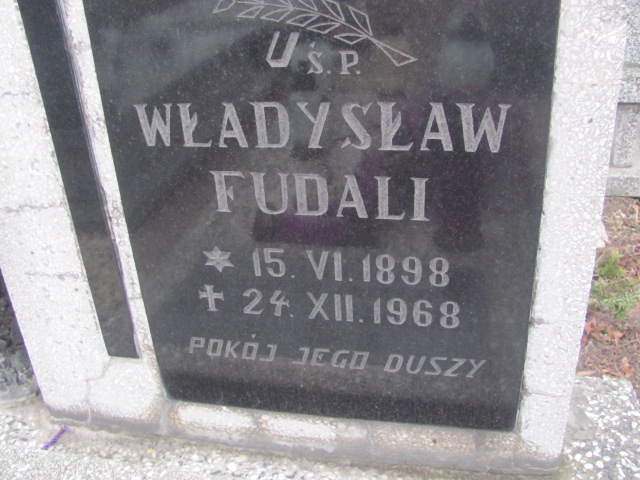 Ś.P.
WŁADYSŁAW
FUDALI
15. VI. 1898
24. XII. 1968
POKÓJ JEGO DUSZY